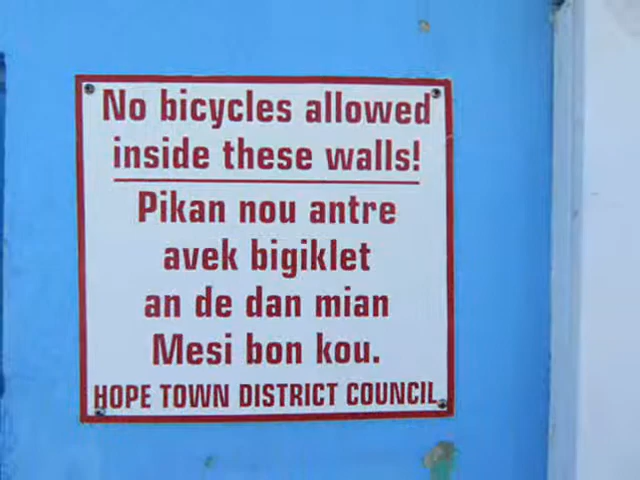 No bicycles allowed
inside these walls!
Pikan nou antre
avek bigiklet
an de dan mian
Mesi bon kou.
HOPE TOWN DISTRICT COUNCIL